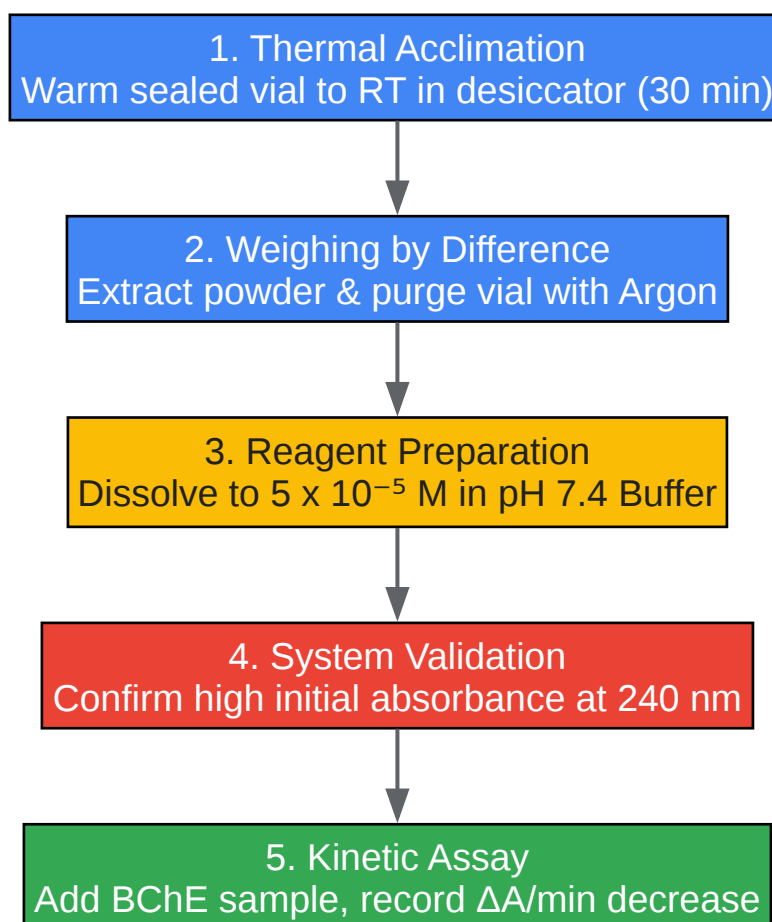 1. Thermal Acclimation
Warm sealed vial to RT in desiccator (30 min)
2. Weighing by Difference
Extract powder & purge vial with Argon
3. Reagent Preparation
Dissolve to 5 x 10⁻⁵ M in pH 7.4 Buffer
4. System Validation
Confirm high initial absorbance at 240 nm
5. Kinetic Assay
Add BChE sample, record ΔA/min decrease